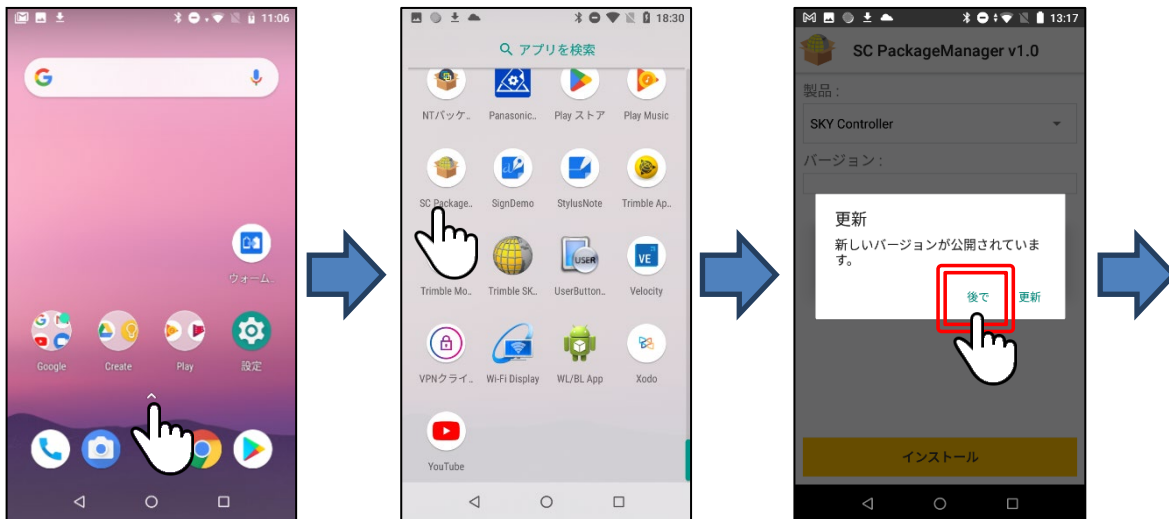 11:06
ウォーム..
Google
Create
Play
設定
18:30
アプリを検索
NTパッケ..
Panasonic..
Play ストア
Play Music
SC Package..
SignDemo
StylusNote
Trimble Ap..
Trimble Mo..
Trimble SK..
USER
UserButton..
VE
Velocity
VPNクライ..
Wi-Fi Display
WL/BL App
Xodo
YouTube
13:17
SC PackageManager v1.0
製品 :
SKY Controller
バージョン :
更新
新しいバージョンが公開されていま
す。
後で
更新
インストール